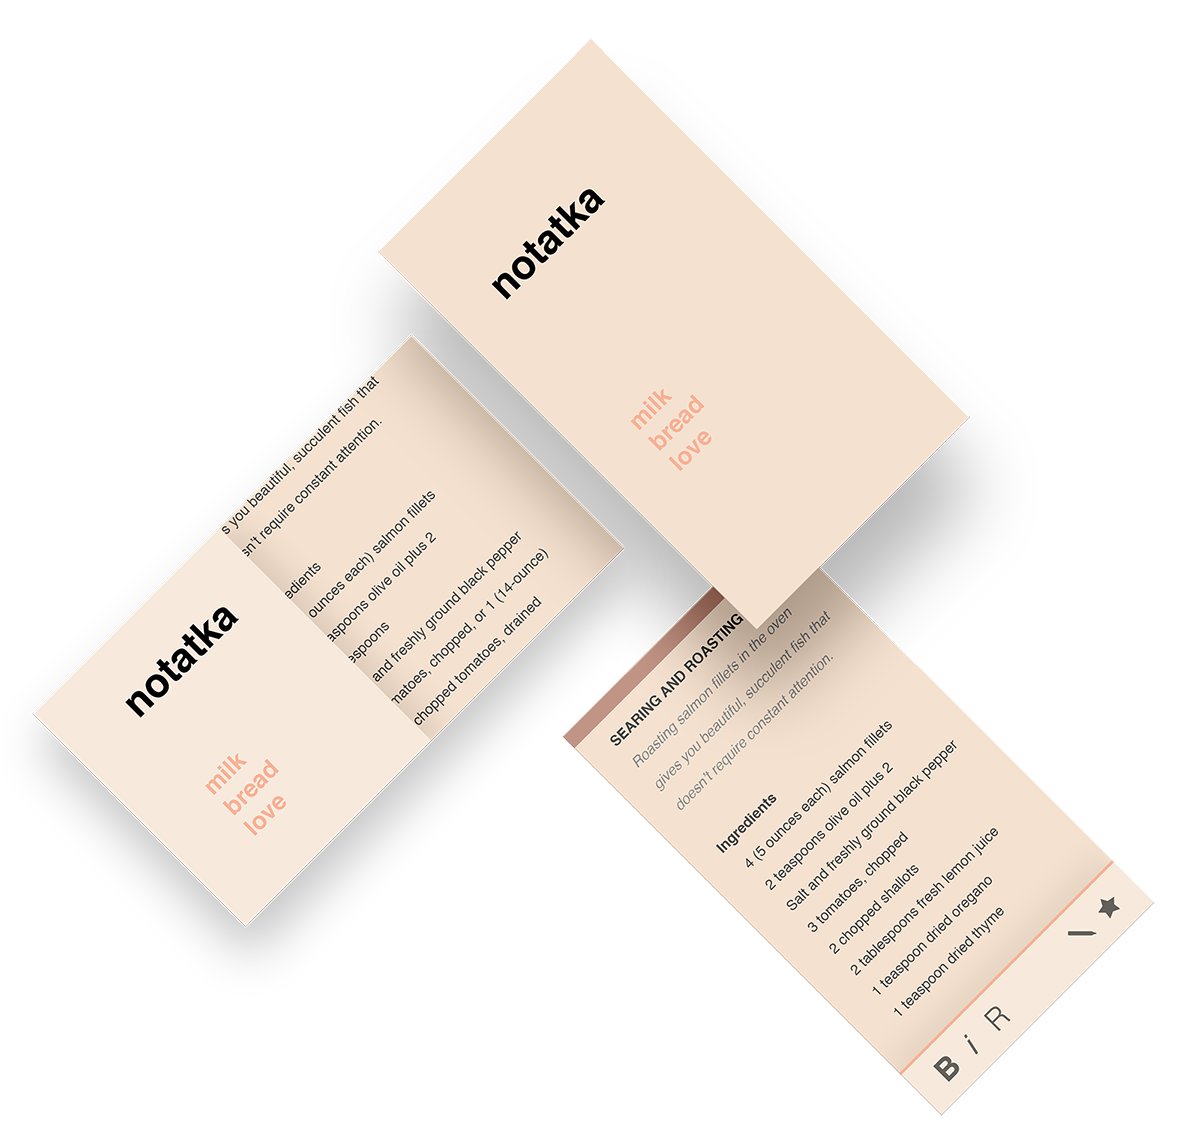 notatka
milk
bread
love
s you beautiful, succulent fish that
sn't require constant attention.
edients
ounces each) salmon fillets
aspoons olive oil plus 2
espoons
and freshly ground black pepper
matoes, chopped, or 1 (14-ounce)
chopped tomatoes, drained
notatka
milk
bread
love
SEARING AND ROASTING
Roasting salmon fillets in the oven
gives you beautiful, succulent fish that
doesn't require constant attention.
Ingredients
4 (5 ounces each) salmon fillets
2 teaspoons olive oil plus 2
Salt and freshly ground black pepper
3 tomatoes, chopped
2 chopped shallots
2 tablespoons fresh lemon juice
1 teaspoon dried oregano
1 teaspoon dried thyme
B i R